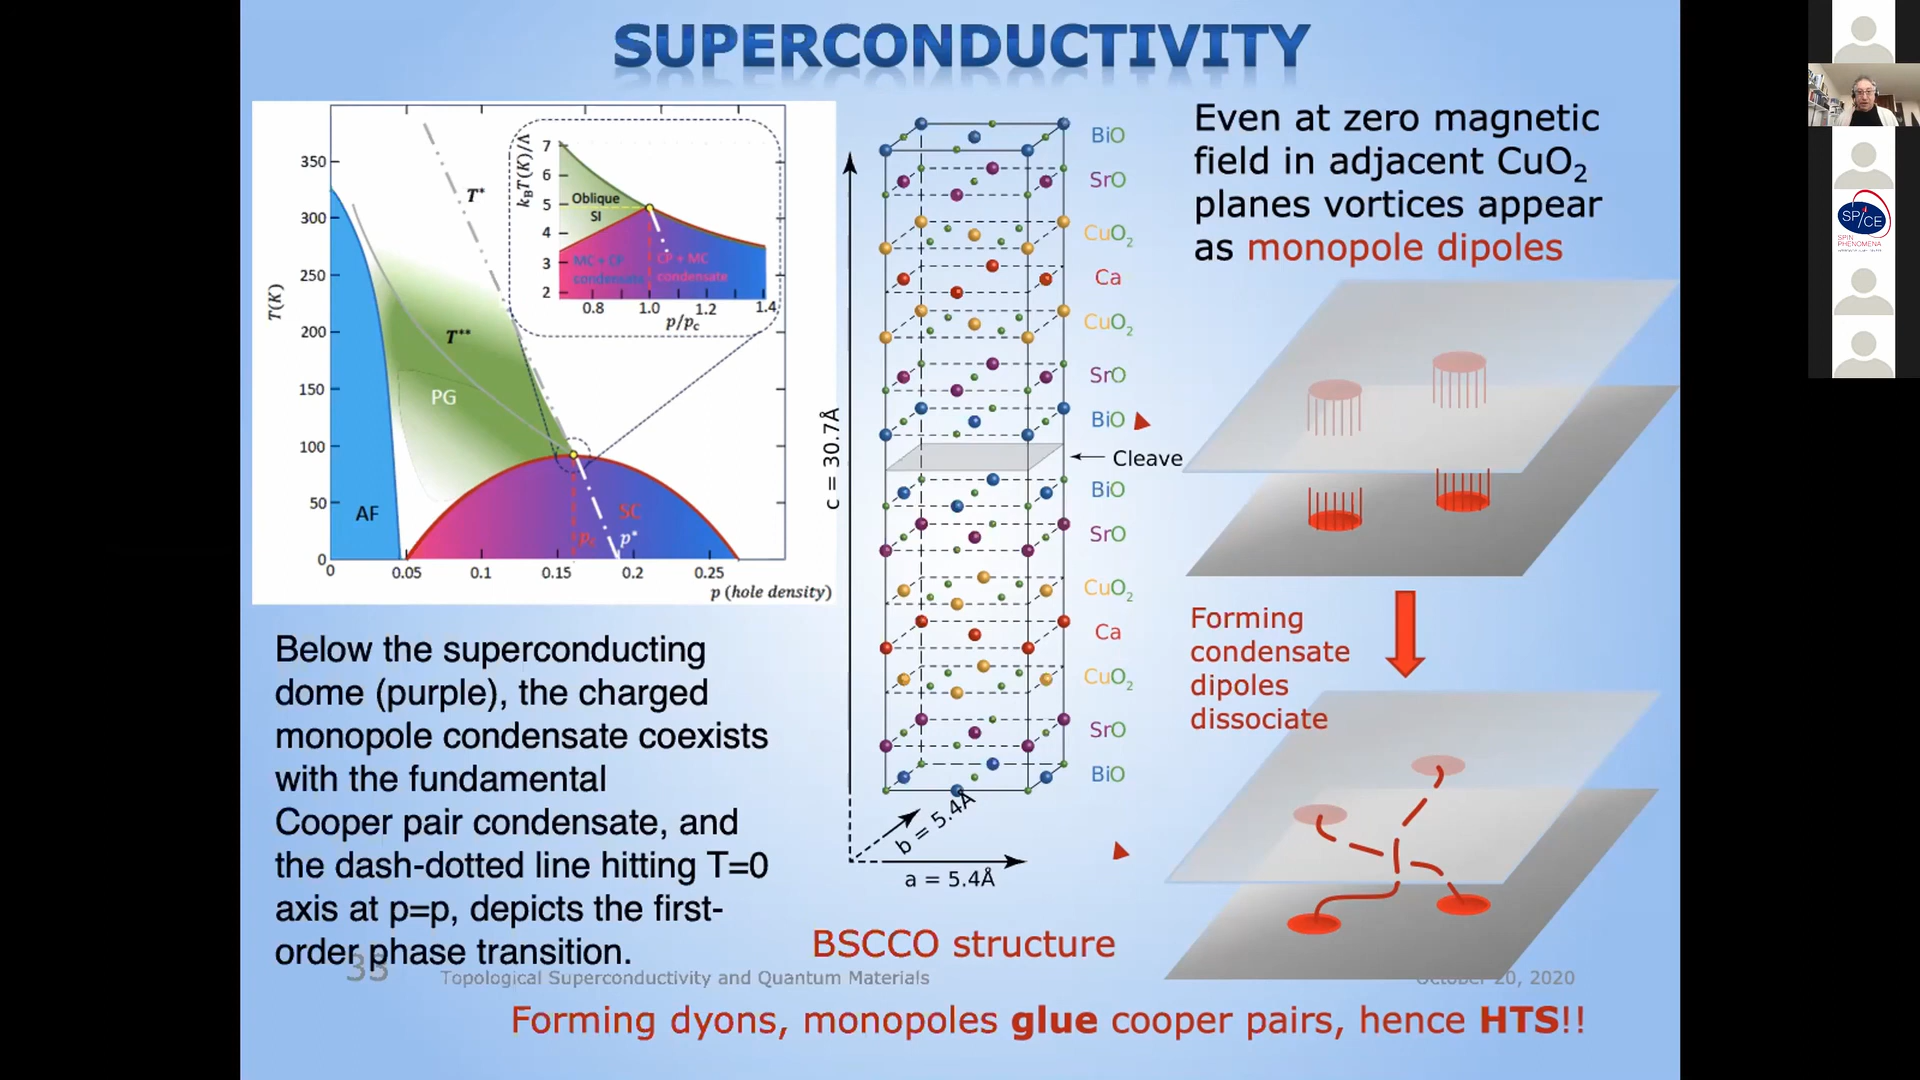 SUPERCONDUCTIVITY
350
300
250
200
150
100
50
0
T(K)
0
0.05
0.1
0.15
0.2
0.25
p (hole density)
T*
T**
PG
AF
SC
pc
p*
kBT(K)/Λ
7
6
5
4
3
2
Oblique
SI
MC + CP
condensate
CP + MC
condensate
0.8
1.0
1.2
1.4
p/pc
Below the superconducting
dome (purple), the charged
monopole condensate coexists
with the fundamental
Cooper pair condensate, and
the dash-dotted line hitting T=0
axis at p=p, depicts the first-
order phase transition.
BiO
SrO
CuO₂
Ca
CuO₂
SrO
BiO
Cleave
BiO
SrO
CuO₂
Ca
CuO₂
SrO
BiO
c = 30.7Å
b = 5.4Å
a = 5.4Å
BSCCO structure
Even at zero magnetic
field in adjacent CuO₂
planes vortices appear
as monopole dipoles
Forming
condensate
dipoles
dissociate
33
Topological Superconductivity and Quantum Materials
October 20, 2020
Forming dyons, monopoles glue cooper pairs, hence HTS!!
SP/CE
SPIN
PHENOMENA